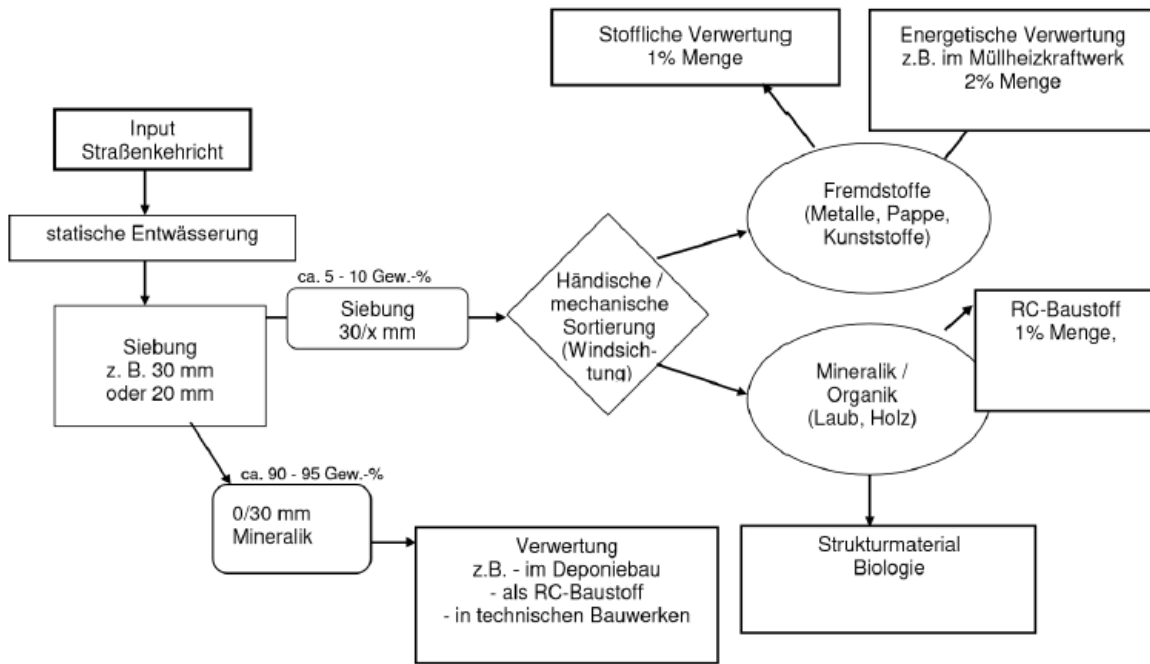 Input
Straßenkehricht
statische Entwässerung
Siebung
z. B. 30 mm
oder 20 mm
ca. 5 - 10 Gew.-%
Siebung
30/x mm
ca. 90 - 95 Gew.-%
0/30 mm
Mineralik
Verwertung
z.B. - im Deponiebau
- als RC-Baustoff
- in technischen Bauwerken
Händische /
mechanische
Sortierung
(Windsich-
tung)
Stoffliche Verwertung
1% Menge
Energetische Verwertung
z.B. im Müllheizkraftwerk
2% Menge
Fremdstoffe
(Metalle, Pappe,
Kunststoffe)
Mineralik /
Organik
(Laub, Holz)
RC-Baustoff
1% Menge,
Strukturmaterial
Biologie